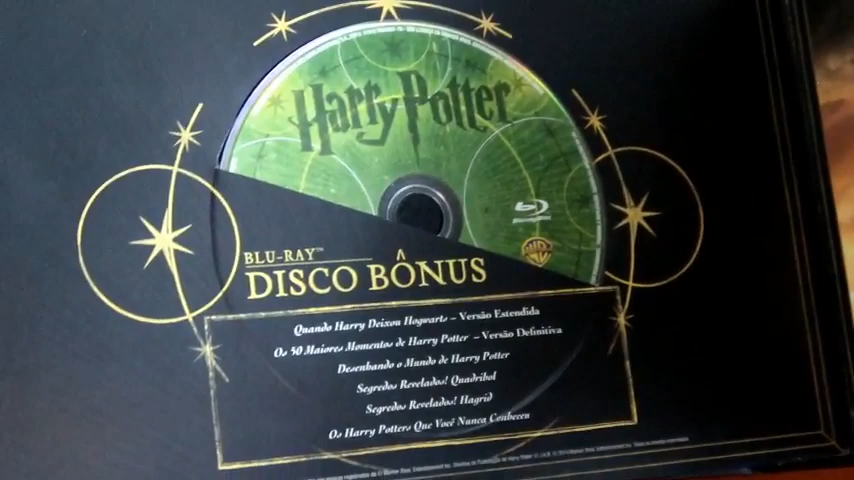 Harry Potter
BLU-RAY™
DISCO BÔNUS
Quando Harry Deixou Hogwarts – Versão Estendida
Os 50 Maiores Momentos de Harry Potter – Versão Definitiva
Desenhando o Mundo de Harry Potter
Segredos Revelados! Quadribol
Segredos Revelados! Hagrid
Os Harry Potters Que Você Nunca Conheceu